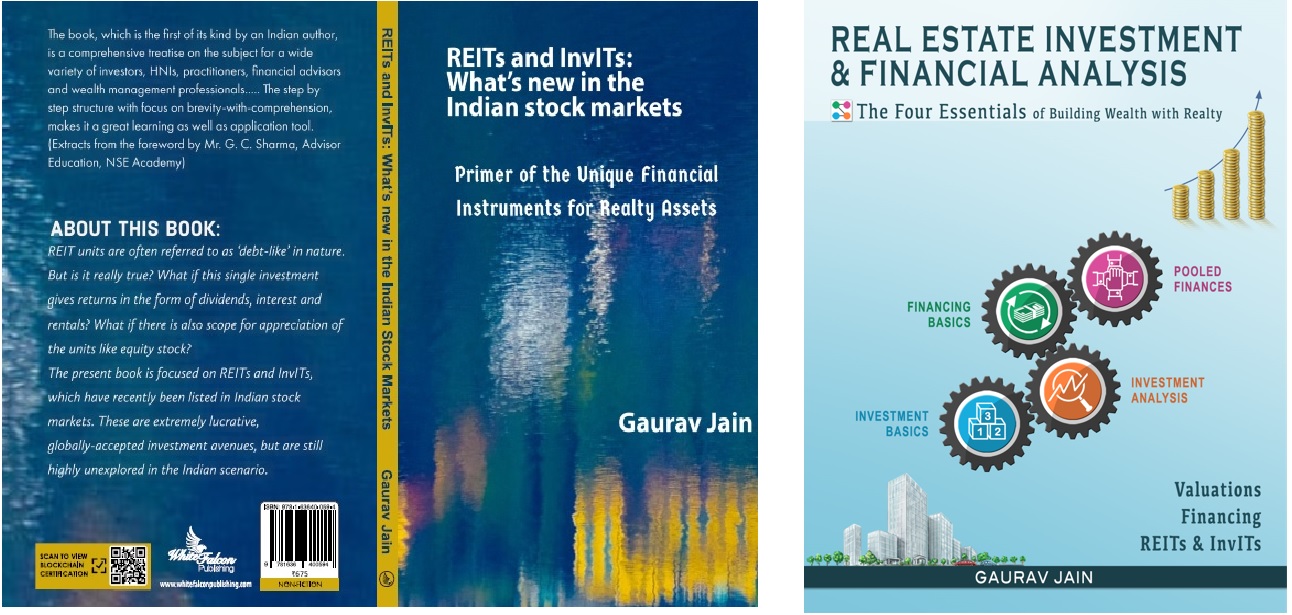 The book, which is the first of its kind by an Indian author,
is a comprehensive treatise on the subject for a wide
variety of investors, HNIs, practitioners, financial advisors
and wealth management professionals..... The step by
step structure with focus on brevity-with-comprehension,
makes it a great learning as well as application tool.
(Extracts from the foreword by Mr. G. C. Sharma, Advisor
Education, NSE Academy)
ABOUT THIS BOOK:
REIT units are often referred to as 'debt-like' in nature.
But is it really true? What if this single investment
gives returns in the form of dividends, interest and
rentals? What if there is also scope for appreciation of
the units like equity stock?
The present book is focused on REITs and InvITs,
which have recently been listed in Indian stock
markets. These are extremely lucrative,
globally-accepted investment avenues, but are still
highly unexplored in the Indian scenario.
SCAN TO VIEW
BLOCKCHAIN
CERTIFICATION
White Falcon
Publishing
www.whitefalconpublishing.com
9 781636 400594
₹675
NON-FICTION
REITs and InvITs: What's new in the Indian Stock Markets
Gaurav Jain
REITs and InvITs:
What's new in the
Indian stock markets
Primer of the Unique Financial
Instruments for Realty Assets
Gaurav Jain
REAL ESTATE INVESTMENT
& FINANCIAL ANALYSIS
The Four Essentials of Building Wealth with Realty
POOLED
FINANCES
FINANCING
BASICS
INVESTMENT
ANALYSIS
INVESTMENT
BASICS
3
1 2
Valuations
Financing
REITs & InvITs
GAURAV JAIN